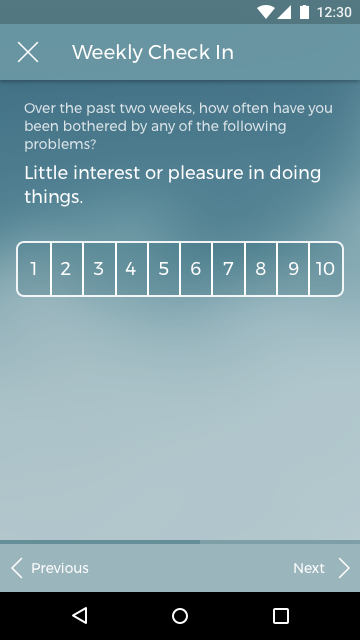 12:30
Weekly Check In
Over the past two weeks, how often have you
been bothered by any of the following
problems?
Little interest or pleasure in doing
things.
1 2 3 4 5 6 7 8 9 10
Previous Next